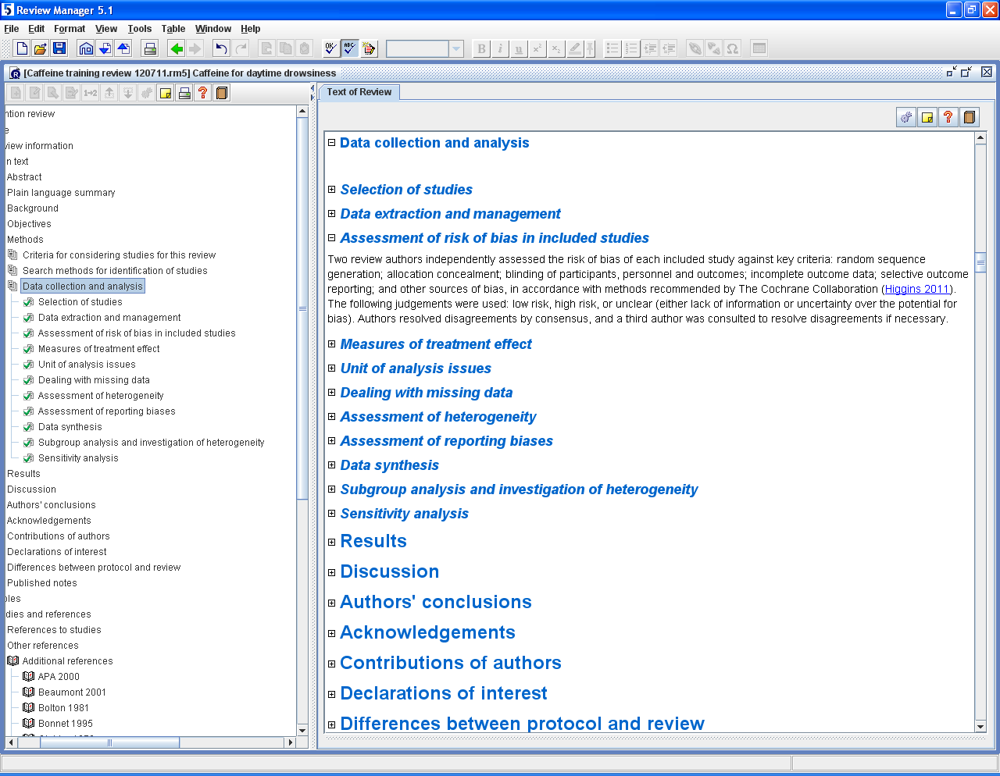 Review Manager 5.1
File Edit Format View Tools Table Window Help
OK ABC
B i u x² x₂
[Caffeine training review 120711.rm5] Caffeine for daytime drowsiness
1→2
Text of Review
ntion review
e
view information
n text
Abstract
Plain language summary
Background
Objectives
Methods
Criteria for considering studies for this review
Search methods for identification of studies
Data collection and analysis
Selection of studies
Data extraction and management
Assessment of risk of bias in included studies
Measures of treatment effect
Unit of analysis issues
Dealing with missing data
Assessment of heterogeneity
Assessment of reporting biases
Data synthesis
Subgroup analysis and investigation of heterogeneity
Sensitivity analysis
Results
Discussion
Authors' conclusions
Acknowledgements
Contributions of authors
Declarations of interest
Differences between protocol and review
Published notes
bles
dies and references
References to studies
Other references
Additional references
APA 2000
Beaumont 2001
Bolton 1981
Bonnet 1995
Data collection and analysis
Selection of studies
Data extraction and management
Assessment of risk of bias in included studies
Two review authors independently assessed the risk of bias of each included study against key criteria: random sequence
generation; allocation concealment; blinding of participants, personnel and outcomes; incomplete outcome data; selective outcome
reporting; and other sources of bias, in accordance with methods recommended by The Cochrane Collaboration (Higgins 2011).
The following judgements were used: low risk, high risk, or unclear (either lack of information or uncertainty over the potential for
bias). Authors resolved disagreements by consensus, and a third author was consulted to resolve disagreements if necessary.
Measures of treatment effect
Unit of analysis issues
Dealing with missing data
Assessment of heterogeneity
Assessment of reporting biases
Data synthesis
Subgroup analysis and investigation of heterogeneity
Sensitivity analysis
Results
Discussion
Authors' conclusions
Acknowledgements
Contributions of authors
Declarations of interest
Differences between protocol and review